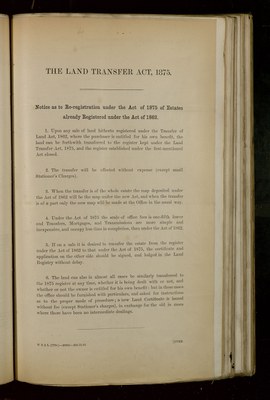 THE LAND TRANSFER ACT, 1875.
Notice as to Re-registration under the Act of 1875 of Estates
already Registered under the Act of 1862.
1. Upon any sale of land hitherto registered under the Transfer of
Land Act, 1862, where the purchaser is entitled for his own benefit, the
land can be forthwith transferred to the register kept under the Land
Transfer Act, 1875, and the register established under the first-mentioned
Act closed.
2. The transfer will be effected without expense (except small
Stationer's Charges).
3. When the transfer is of the whole estate the map deposited under
the Act of 1862 will be the map under the new Act, and when the transfer
is of a part only the new map will be made at the Office in the usual way.
4. Under the Act of 1875 the scale of office fees is one-fifth,
and Transfers, Mortgages, and Transmissions are more simple and
inexpensive, and occupy less time in completion, than under the Act of 1862.
5. If on a sale it is desired to transfer the estate from the register
under the Act of 1862 to that under the Act of 1875, the certificate and
application on the other side should be signed, and lodged in the Land
Registry without delay.
6. The land can also in almost all cases be similarly transferred to
the 1875 register at any time, whether it is being dealt with or not, and
whether or not the owner is entitled for his own benefit: but in these cases
the office should be furnished with particulars, and asked for instructions
as to the proper mode of procedure; a new Land Certificate is issued
without fee (except Stationer's charges), in exchange for the old in cases
where there have been no intermediate dealings.